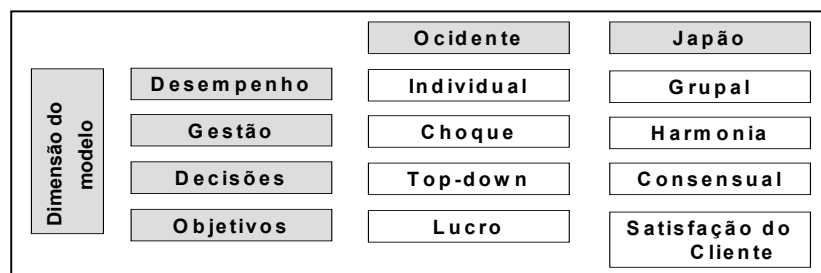 Ocidente Japão
Dimensão do
modelo
Desempenho Individual Grupal
Gestão Choque Harmonia
Decisões Top-down Consensual
Objetivos Lucro Satisfação do
Cliente